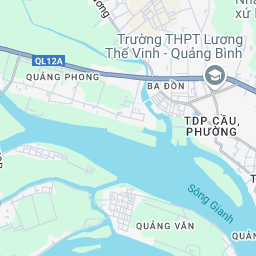 Trường THPT Lương
Thế Vinh - Quảng Bình
QL12A
QUẢNG PHONG
BA ĐỒN
TDP CẦU,
PHƯỜNG
Sông Gianh
QUẢNG VĂN